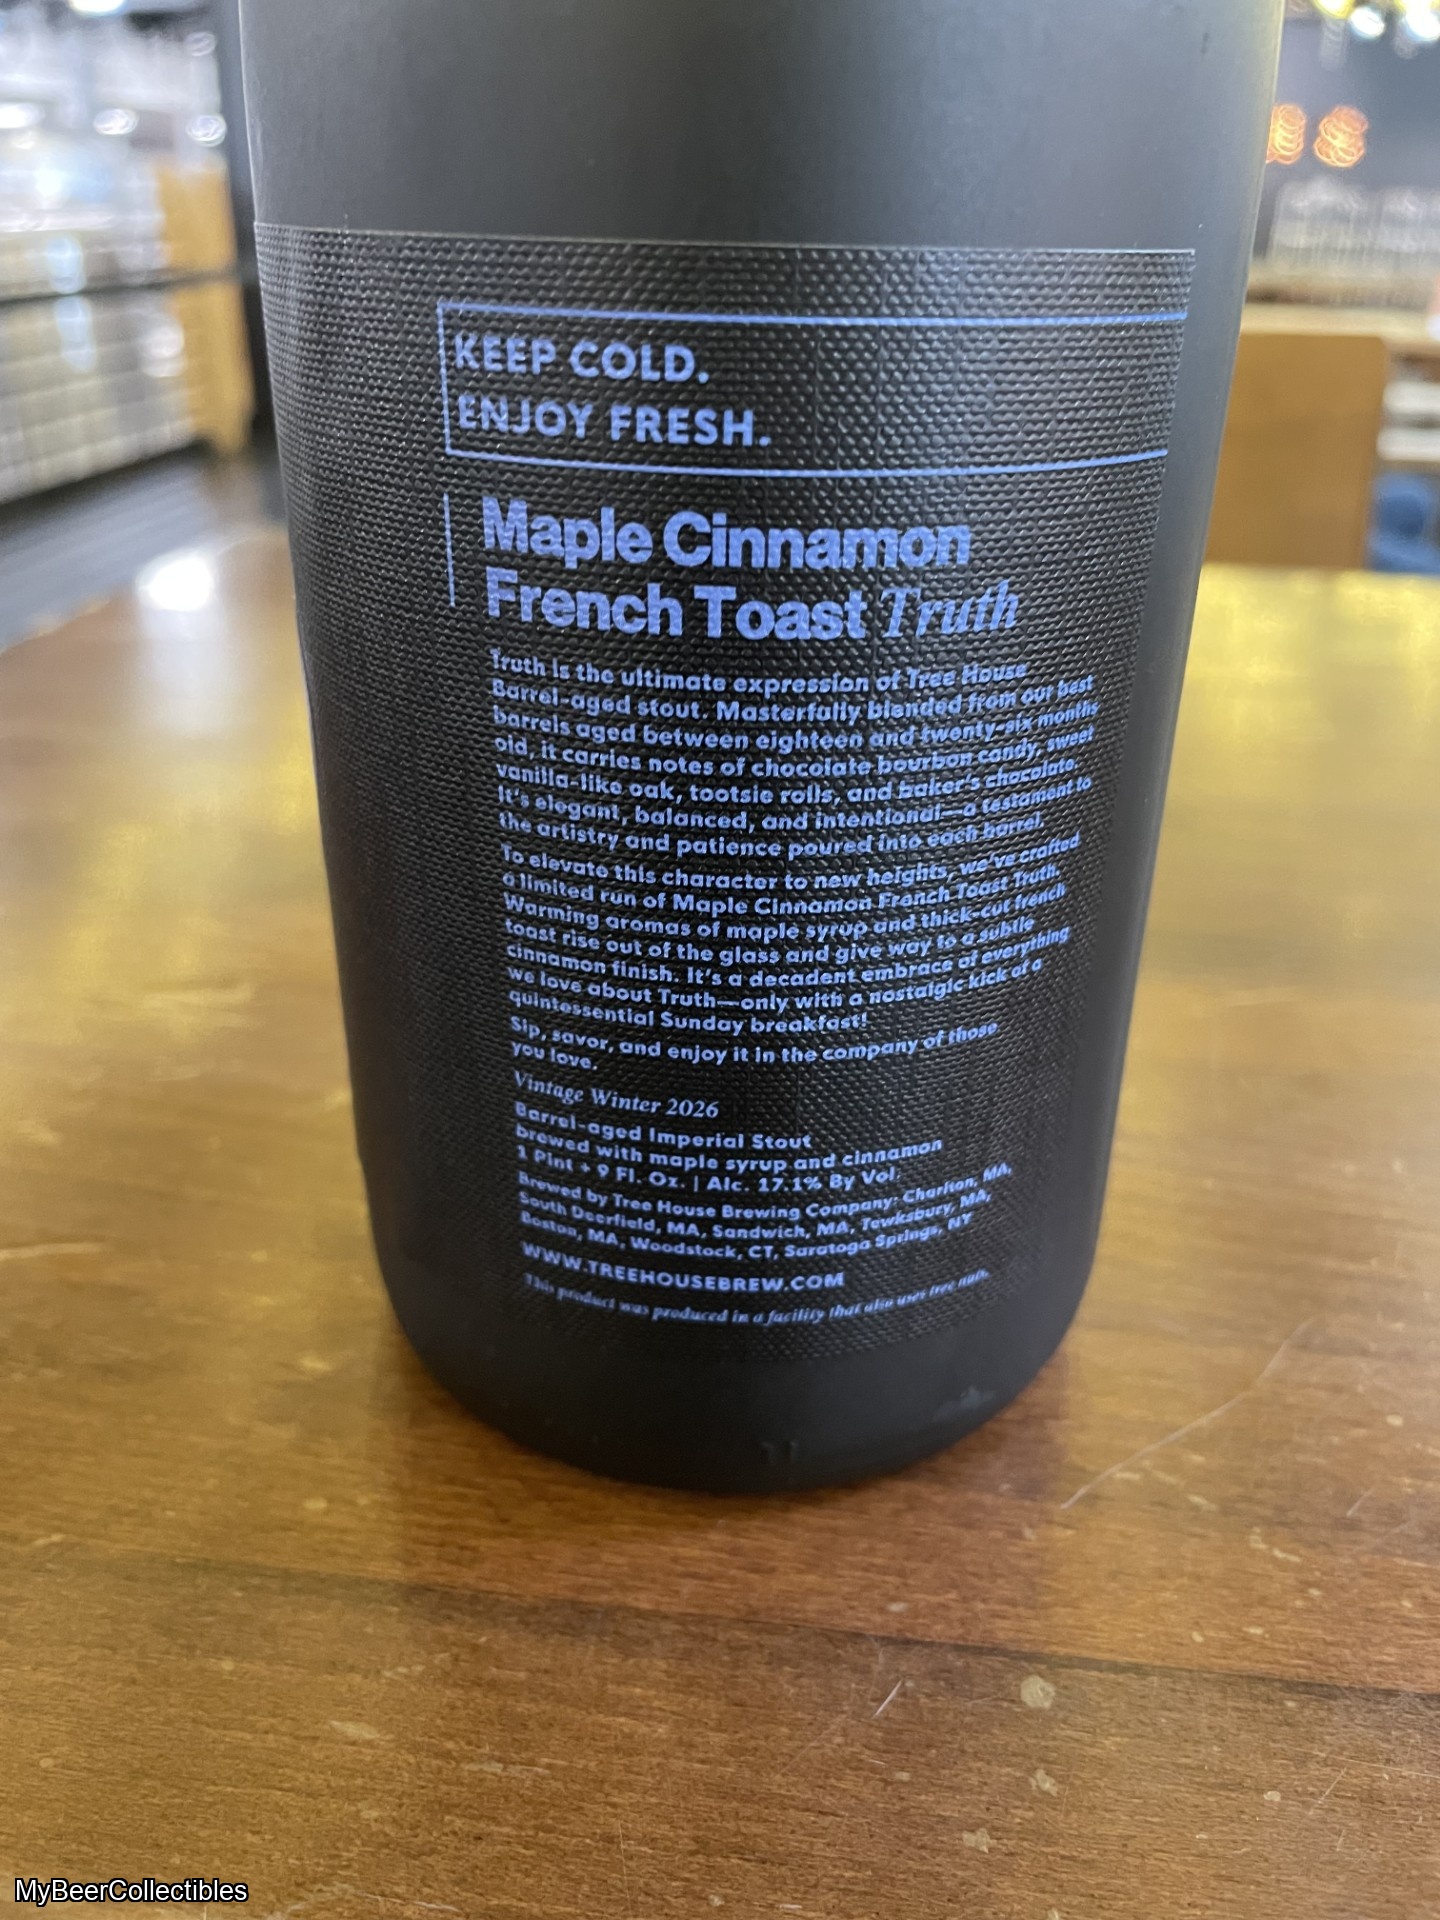 KEEP COLD.
ENJOY FRESH.
Maple Cinnamon
French Toast Truth
Truth is the ultimate expression of Tree House
Barrel-aged stout. Masterfully blended from our best
barrels aged between eighteen and twenty-six months
old, it carries notes of chocolate bourbon candy, sweet
vanilla-like oak, tootsie rolls, and baker's chocolate.
It's elegant, balanced, and intentional—a testament to
the artistry and patience poured into each barrel.
To elevate this character to new heights, we've crafted
a limited run of Maple Cinnamon French Toast Truth.
Warming aromas of maple syrup and thick-cut french
toast rise out of the glass and give way to a subtle
cinnamon finish. It's a decadent embrace of everything
we love about Truth—only with a nostalgic kick of a
quintessential Sunday breakfast!
Sip, savor, and enjoy it in the company of those
you love.
Vintage Winter 2026
Barrel-aged Imperial Stout
brewed with maple syrup and cinnamon
1 Pint + 9 Fl. Oz. | Alc. 17.1% By Vol.
Brewed by Tree House Brewing Company: Charlton, MA,
South Deerfield, MA, Sandwich, MA, Tewksbury, MA,
Boston, MA, Woodstock, CT, Saratoga Springs, NY
WWW.TREEHOUSEBREW.COM
This product was produced in a facility that also uses tree nuts.
MyBeerCollectibles